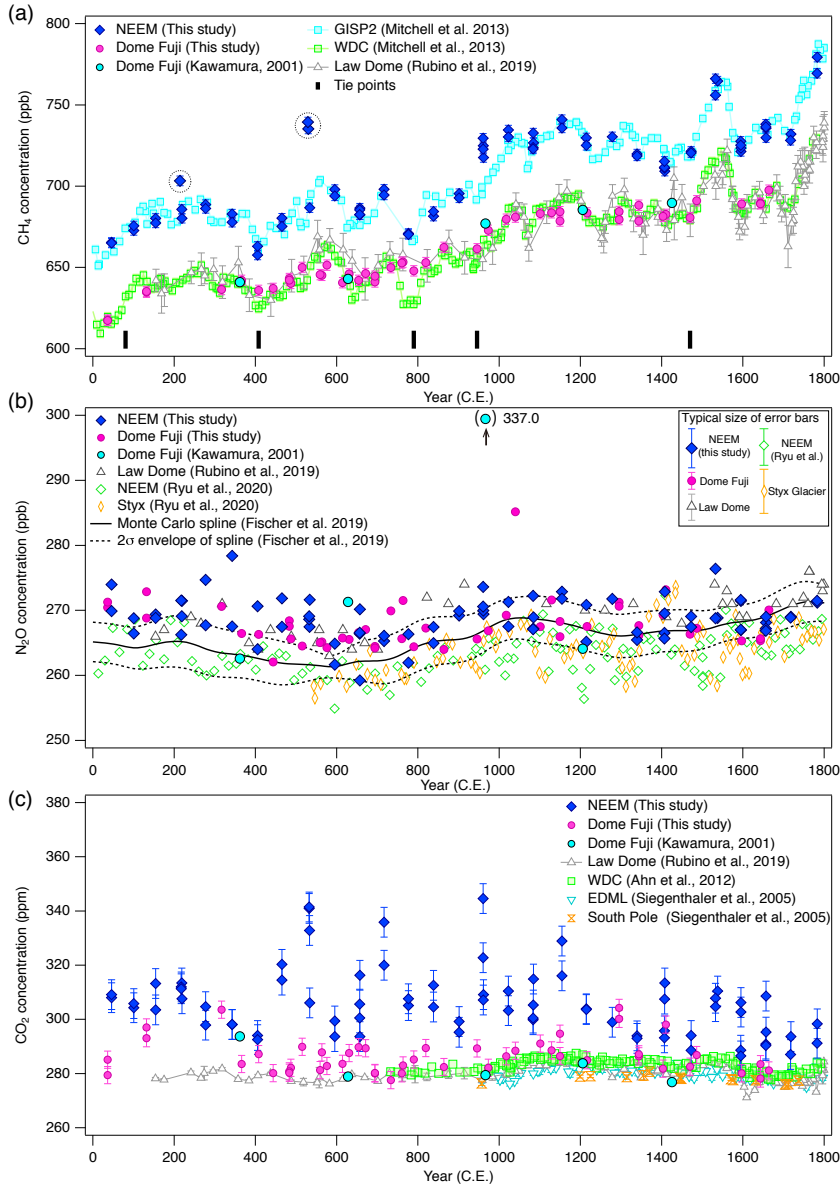 (a)
NEEM (This study)
Dome Fuji (This study)
Dome Fuji (Kawamura, 2001)
GISP2 (Mitchell et al. 2013)
WDC (Mitchell et al., 2013)
Law Dome (Rubino et al., 2019)
Tie points
CH4 concentration (ppb)
800
750
700
650
600
0 200 400 600 800 1000 1200 1400 1600 1800
Year (C.E.)
(b)
NEEM (This study)
Dome Fuji (This study)
Dome Fuji (Kawamura, 2001)
Law Dome (Rubino et al., 2019)
NEEM (Ryu et al., 2020)
Styx (Ryu et al., 2020)
Monte Carlo spline (Fischer et al. 2019)
2σ envelope of spline (Fischer et al., 2019)
( ) 337.0
Typical size of error bars
NEEM
(this study)
Dome Fuji
Law Dome
NEEM
(Ryu et al.)
Styx Glacier
N2O concentration (ppb)
300
290
280
270
260
250
0 200 400 600 800 1000 1200 1400 1600 1800
Year (C.E.)
(c)
NEEM (This study)
Dome Fuji (This study)
Dome Fuji (Kawamura, 2001)
Law Dome (Rubino et al., 2019)
WDC (Ahn et al., 2012)
EDML (Siegenthaler et al., 2005)
South Pole (Siegenthaler et al., 2005)
CO2 concentration (ppm)
380
360
340
320
300
280
260
0 200 400 600 800 1000 1200 1400 1600 1800
Year (C.E.)